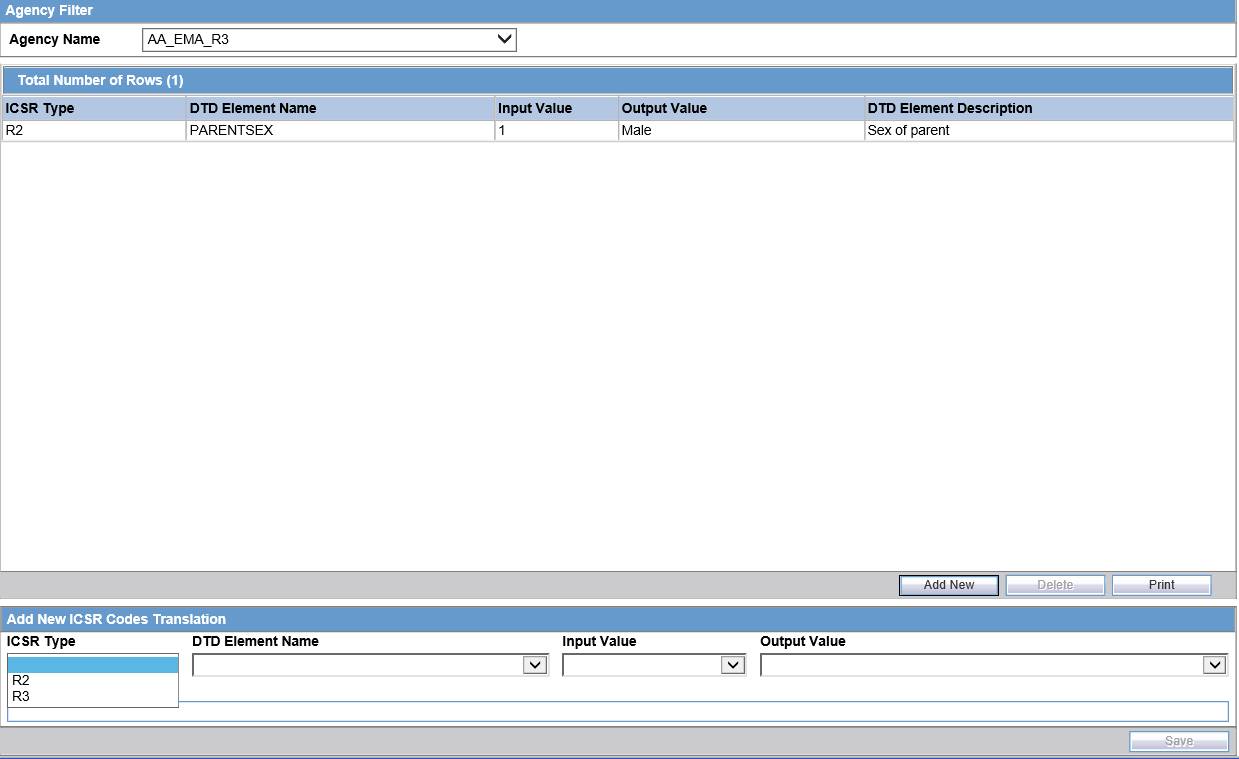 Agency Filter
Agency Name AA_EMA_R3
Total Number of Rows (1)
ICSR Type DTD Element Name Input Value Output Value DTD Element Description
R2 PARENTSEX 1 Male Sex of parent
Add New Delete Print
Add New ICSR Codes Translation
ICSR Type DTD Element Name Input Value Output Value
R2
R3
Save